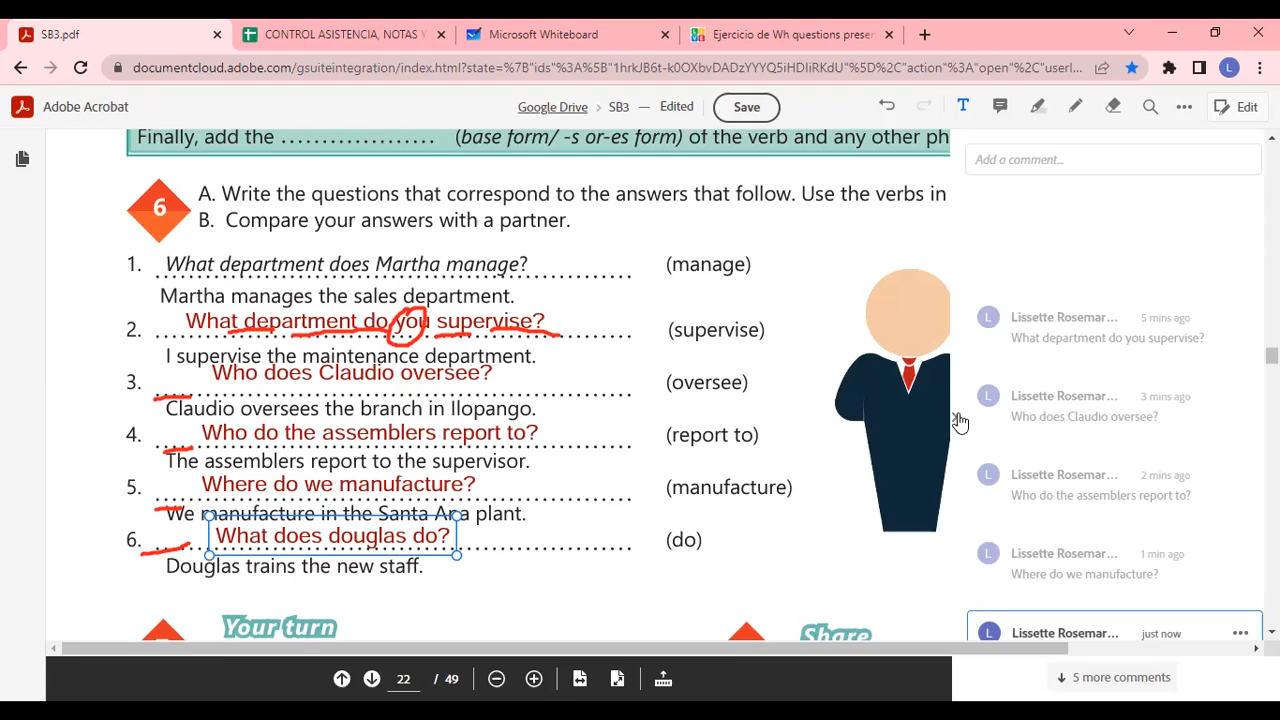 SB3.pdf
CONTROL ASISTENCIA, NOTAS Y
Microsoft Whiteboard
Ejercicio de Wh questions presen
documentcloud.adobe.com/gsuiteintegration/index.html?state=%7B"ids"%3A%5B"1hrkJB6t-k0OXbvDADzYYYQ5iHDIiRKdU"%5D%2C"action"%3A"open"%2C"userI...
L
Adobe Acrobat
Google Drive > SB3 — Edited
Save
Edit
Finally, add the .................. (base form/ -s or-es form) of the verb and any other ph
Add a comment...
6
A. Write the questions that correspond to the answers that follow. Use the verbs in
B. Compare your answers with a partner.
1. What department does Martha manage? (manage)
Martha manages the sales department.
2. What department do you supervise? (supervise)
I supervise the maintenance department.
3. Who does Claudio oversee? (oversee)
Claudio oversees the branch in Ilopango.
4. Who do the assemblers report to? (report to)
The assemblers report to the supervisor.
5. Where do we manufacture? (manufacture)
We manufacture in the Santa Ana plant.
6. What does douglas do? (do)
Douglas trains the new staff.
L Lissette Rosemar... 5 mins ago
What department do you supervise?
L Lissette Rosemar... 3 mins ago
Who does Claudio oversee?
L Lissette Rosemar... 2 mins ago
Who do the assemblers report to?
L Lissette Rosemar... 1 min ago
Where do we manufacture?
L Lissette Rosemar... just now
Your turn
Share
22 / 49
5 more comments